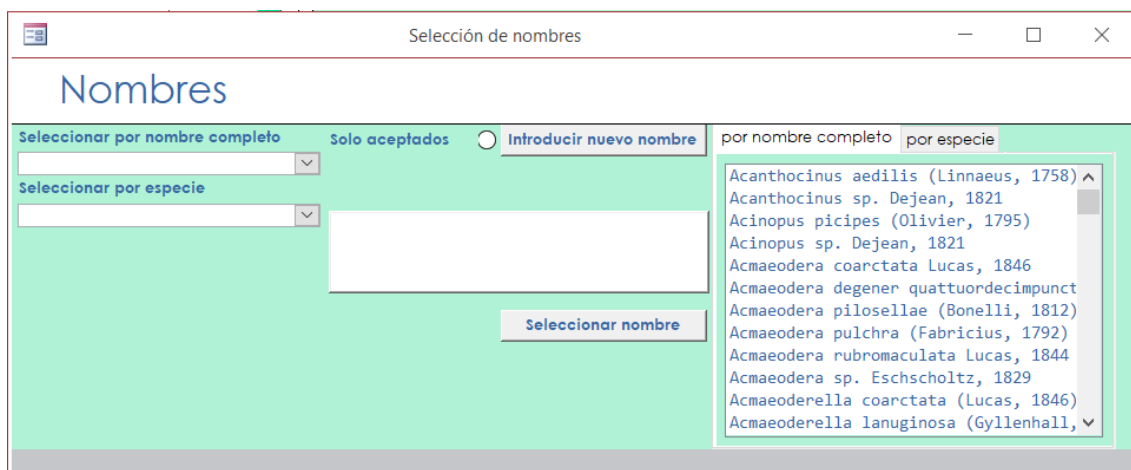 Selección de nombres
Nombres
Seleccionar por nombre completo
Seleccionar por especie
Solo aceptados
Introducir nuevo nombre
Seleccionar nombre
por nombre completo
por especie
Acanthocinus aedilis (Linnaeus, 1758)
Acanthocinus sp. Dejean, 1821
Acinopus picipes (Olivier, 1795)
Acinopus sp. Dejean, 1821
Acmaeodera coarctata Lucas, 1846
Acmaeodera degener quattuordecimpunct
Acmaeodera pilosellae (Bonelli, 1812)
Acmaeodera pulchra (Fabricius, 1792)
Acmaeodera rubromaculata Lucas, 1844
Acmaeodera sp. Eschscholtz, 1829
Acmaeoderella coarctata (Lucas, 1846)
Acmaeoderella lanuginosa (Gyllenhall,